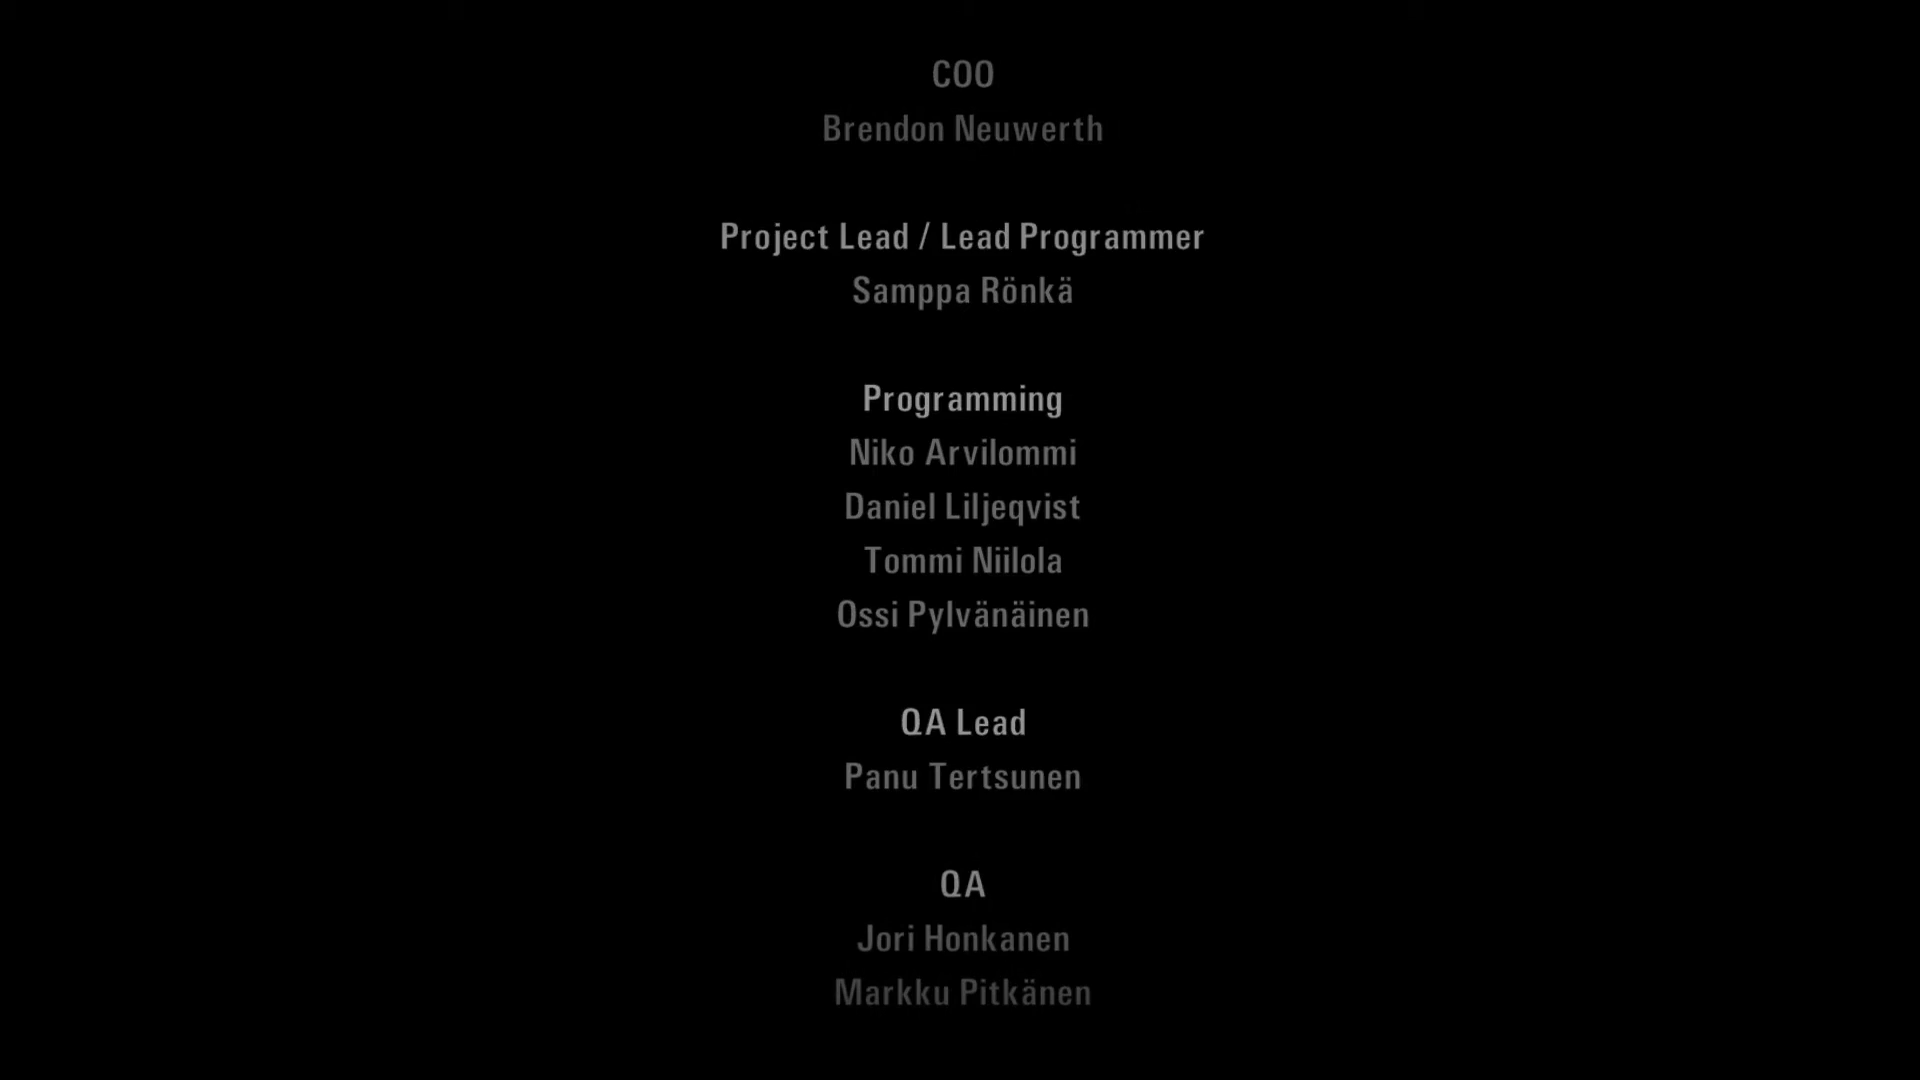 COO
Brendon Neuwerth
Project Lead / Lead Programmer
Samppa Rönkä
Programming
Niko Arvilommi
Daniel Liljeqvist
Tommi Niilola
Ossi Pylvänäinen
QA Lead
Panu Tertsunen
QA
Jori Honkanen
Markku Pitkänen